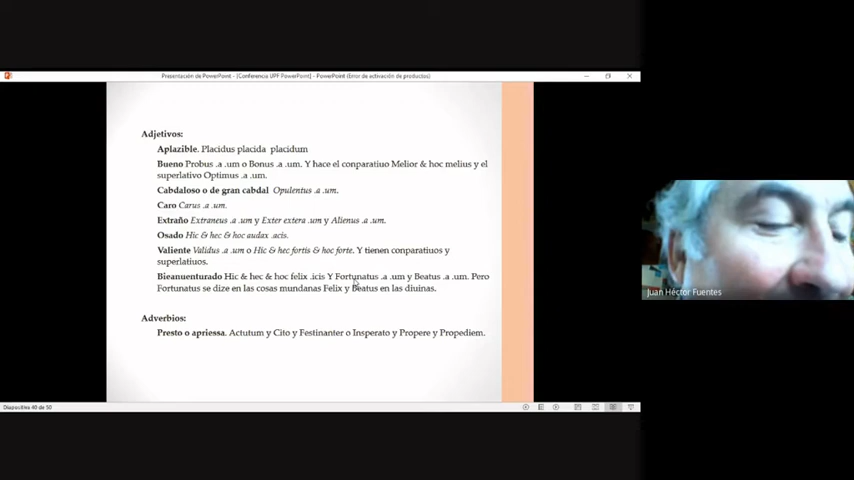 Presentación de PowerPoint - [Conferencia UPF PowerPoint] - PowerPoint (Error de activación de productos)
Adjetivos:
Aplazible. Placidus placida placidum
Bueno Probus .a .um o Bonus .a .um. Y hace el conparatiuo Melior & hoc melius y el
superlativo Optimus .a .um.
Cabdaloso o de gran cabdal Opulentus .a .um.
Caro Carus .a .um.
Extraño Extraneus .a .um y Exter extera .um y Alienus .a .um.
Osado Hic & hec & hoc audax .acis.
Valiente Validus .a .um o Hic & hec fortis & hoc forte. Y tienen conparatiuos y
superlatiuos.
Bieanuenturado Hic & hec & hoc felix .icis Y Fortunatus .a .um y Beatus .a .um. Pero
Fortunatus se dize en las cosas mundanas Felix y Beatus en las diuinas.
Adverbios:
Presto o apriessa. Actutum y Cito y Festinanter o Insperato y Propere y Propediem.
Diapositiva 40 de 50
Juan Héctor Fuentes